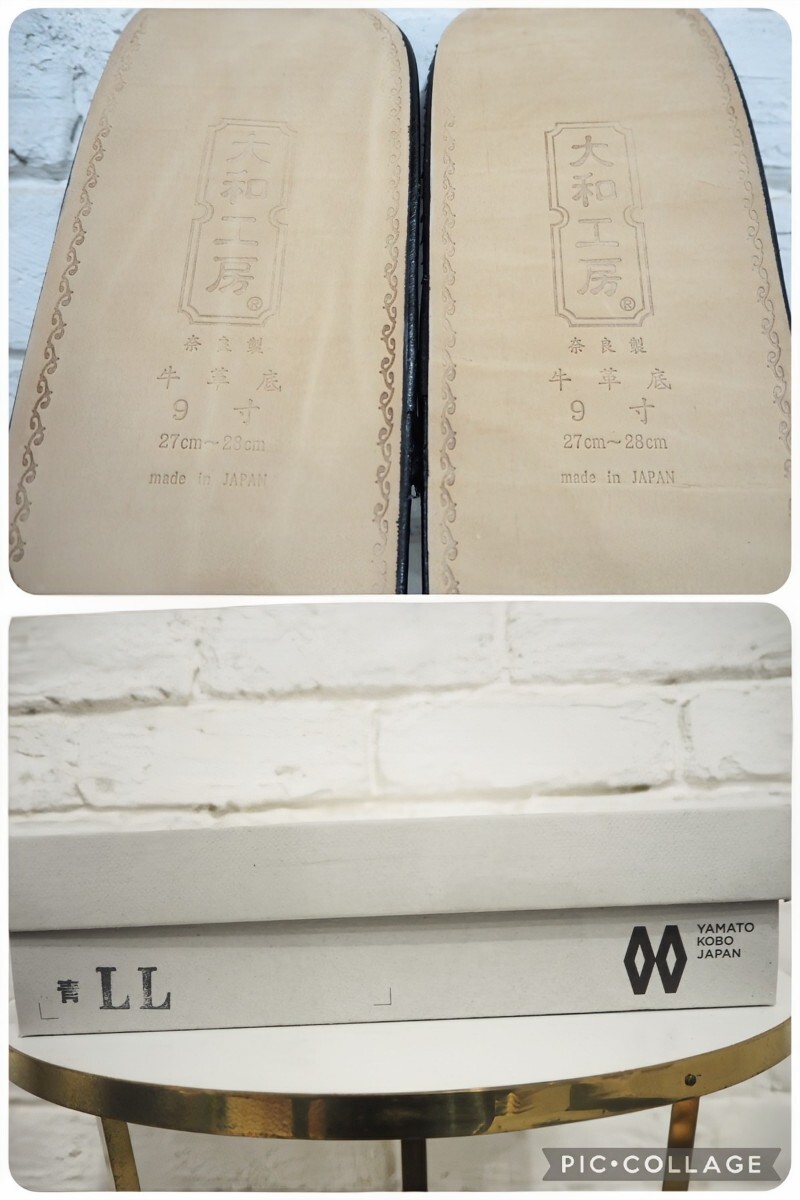 大
和
工
房
®
奈良製
牛革底
9寸
27cm〜28cm
made in JAPAN
大
和
工
房
®
奈良製
牛革底
9寸
27cm〜28cm
made in JAPAN
青 LL
YAMATO
KOBO
JAPAN
PIC•COLLAGE